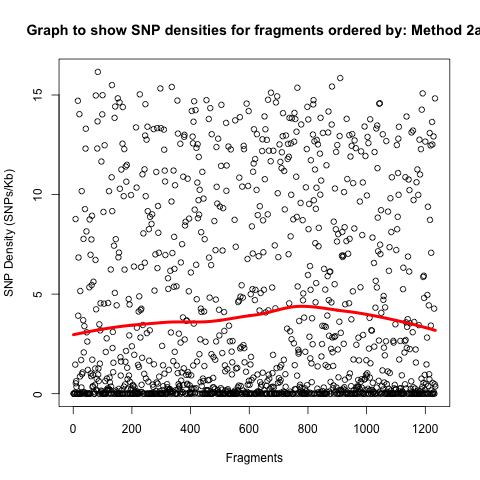 Graph to show SNP densities for fragments ordered by: Method 2a
SNP Density (SNPs/Kb)
15
10
5
0
0 200 400 600 800 1000 1200
Fragments